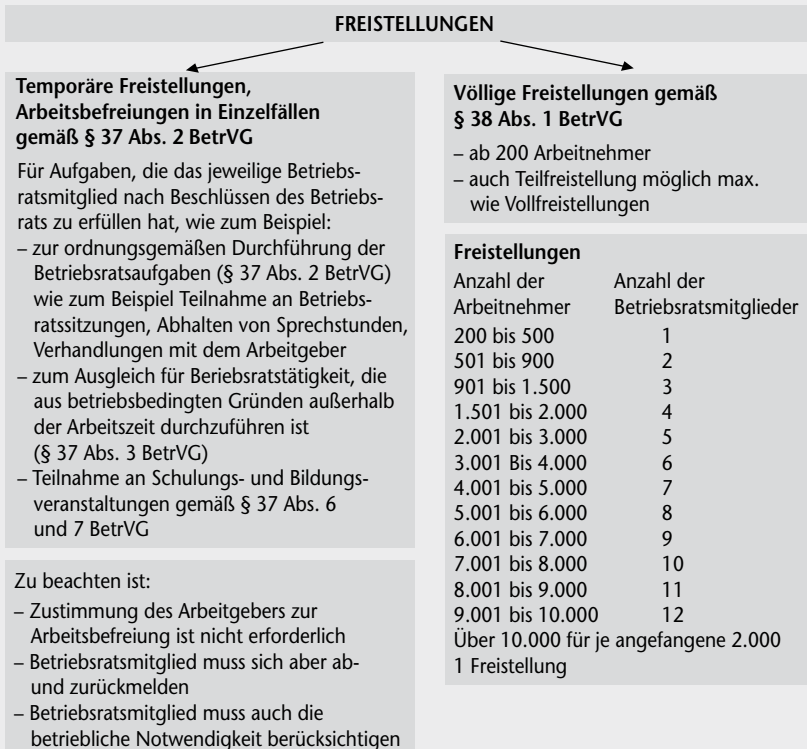 FREISTELLUNGEN
Temporäre Freistellungen,
Arbeitsbefreiungen in Einzelfällen
gemäß § 37 Abs. 2 BetrVG
Für Aufgaben, die das jeweilige Betriebs-
ratsmitglied nach Beschlüssen des Betriebs-
rats zu erfüllen hat, wie zum Beispiel:
– zur ordnungsgemäßen Durchführung der
Betriebsratsaufgaben (§ 37 Abs. 2 BetrVG)
wie zum Beispiel Teilnahme an Betriebs-
ratssitzungen, Abhalten von Sprechstunden,
Verhandlungen mit dem Arbeitgeber
– zum Ausgleich für Beriebsratstätigkeit, die
aus betriebsbedingten Gründen außerhalb
der Arbeitszeit durchzuführen ist
(§ 37 Abs. 3 BetrVG)
– Teilnahme an Schulungs- und Bildungs-
veranstaltungen gemäß § 37 Abs. 6
und 7 BetrVG
Zu beachten ist:
– Zustimmung des Arbeitgebers zur
Arbeitsbefreiung ist nicht erforderlich
– Betriebsratsmitglied muss sich aber ab-
und zurückmelden
– Betriebsratsmitglied muss auch die
betriebliche Notwendigkeit berücksichtigen
Völlige Freistellungen gemäß
§ 38 Abs. 1 BetrVG
– ab 200 Arbeitnehmer
– auch Teilfreistellung möglich max.
wie Vollfreistellungen
Freistellungen
Anzahl der Anzahl der
Arbeitnehmer Betriebsratsmitglieder
200 bis 500 1
501 bis 900 2
901 bis 1.500 3
1.501 bis 2.000 4
2.001 bis 3.000 5
3.001 Bis 4.000 6
4.001 bis 5.000 7
5.001 bis 6.000 8
6.001 bis 7.000 9
7.001 bis 8.000 10
8.001 bis 9.000 11
9.001 bis 10.000 12
Über 10.000 für je angefangene 2.000
1 Freistellung